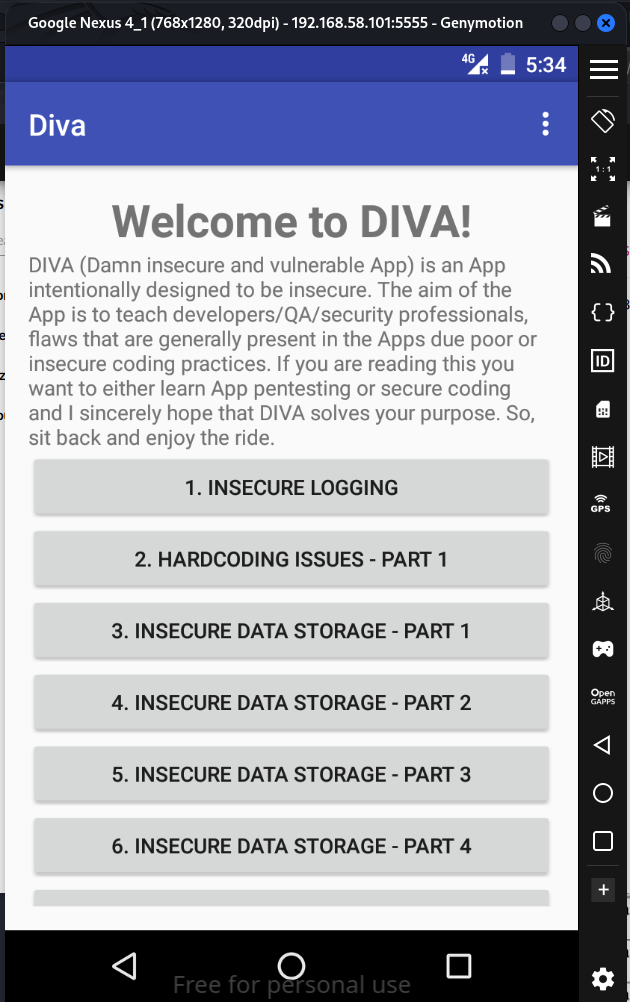 Google Nexus 4_1 (768x1280, 320dpi) - 192.168.58.101:5555 - Genymotion
4G 5:34
Diva
1:1
Welcome to DIVA!
DIVA (Damn insecure and vulnerable App) is an App
intentionally designed to be insecure. The aim of the
App is to teach developers/QA/security professionals,
flaws that are generally present in the Apps due poor or
insecure coding practices. If you are reading this you
want to either learn App pentesting or secure coding
and I sincerely hope that DIVA solves your purpose. So,
sit back and enjoy the ride.
ID
1. INSECURE LOGGING
GPS
2. HARDCODING ISSUES - PART 1
3. INSECURE DATA STORAGE - PART 1
4. INSECURE DATA STORAGE - PART 2
Open
GAPPS
5. INSECURE DATA STORAGE - PART 3
6. INSECURE DATA STORAGE - PART 4
Free for personal use